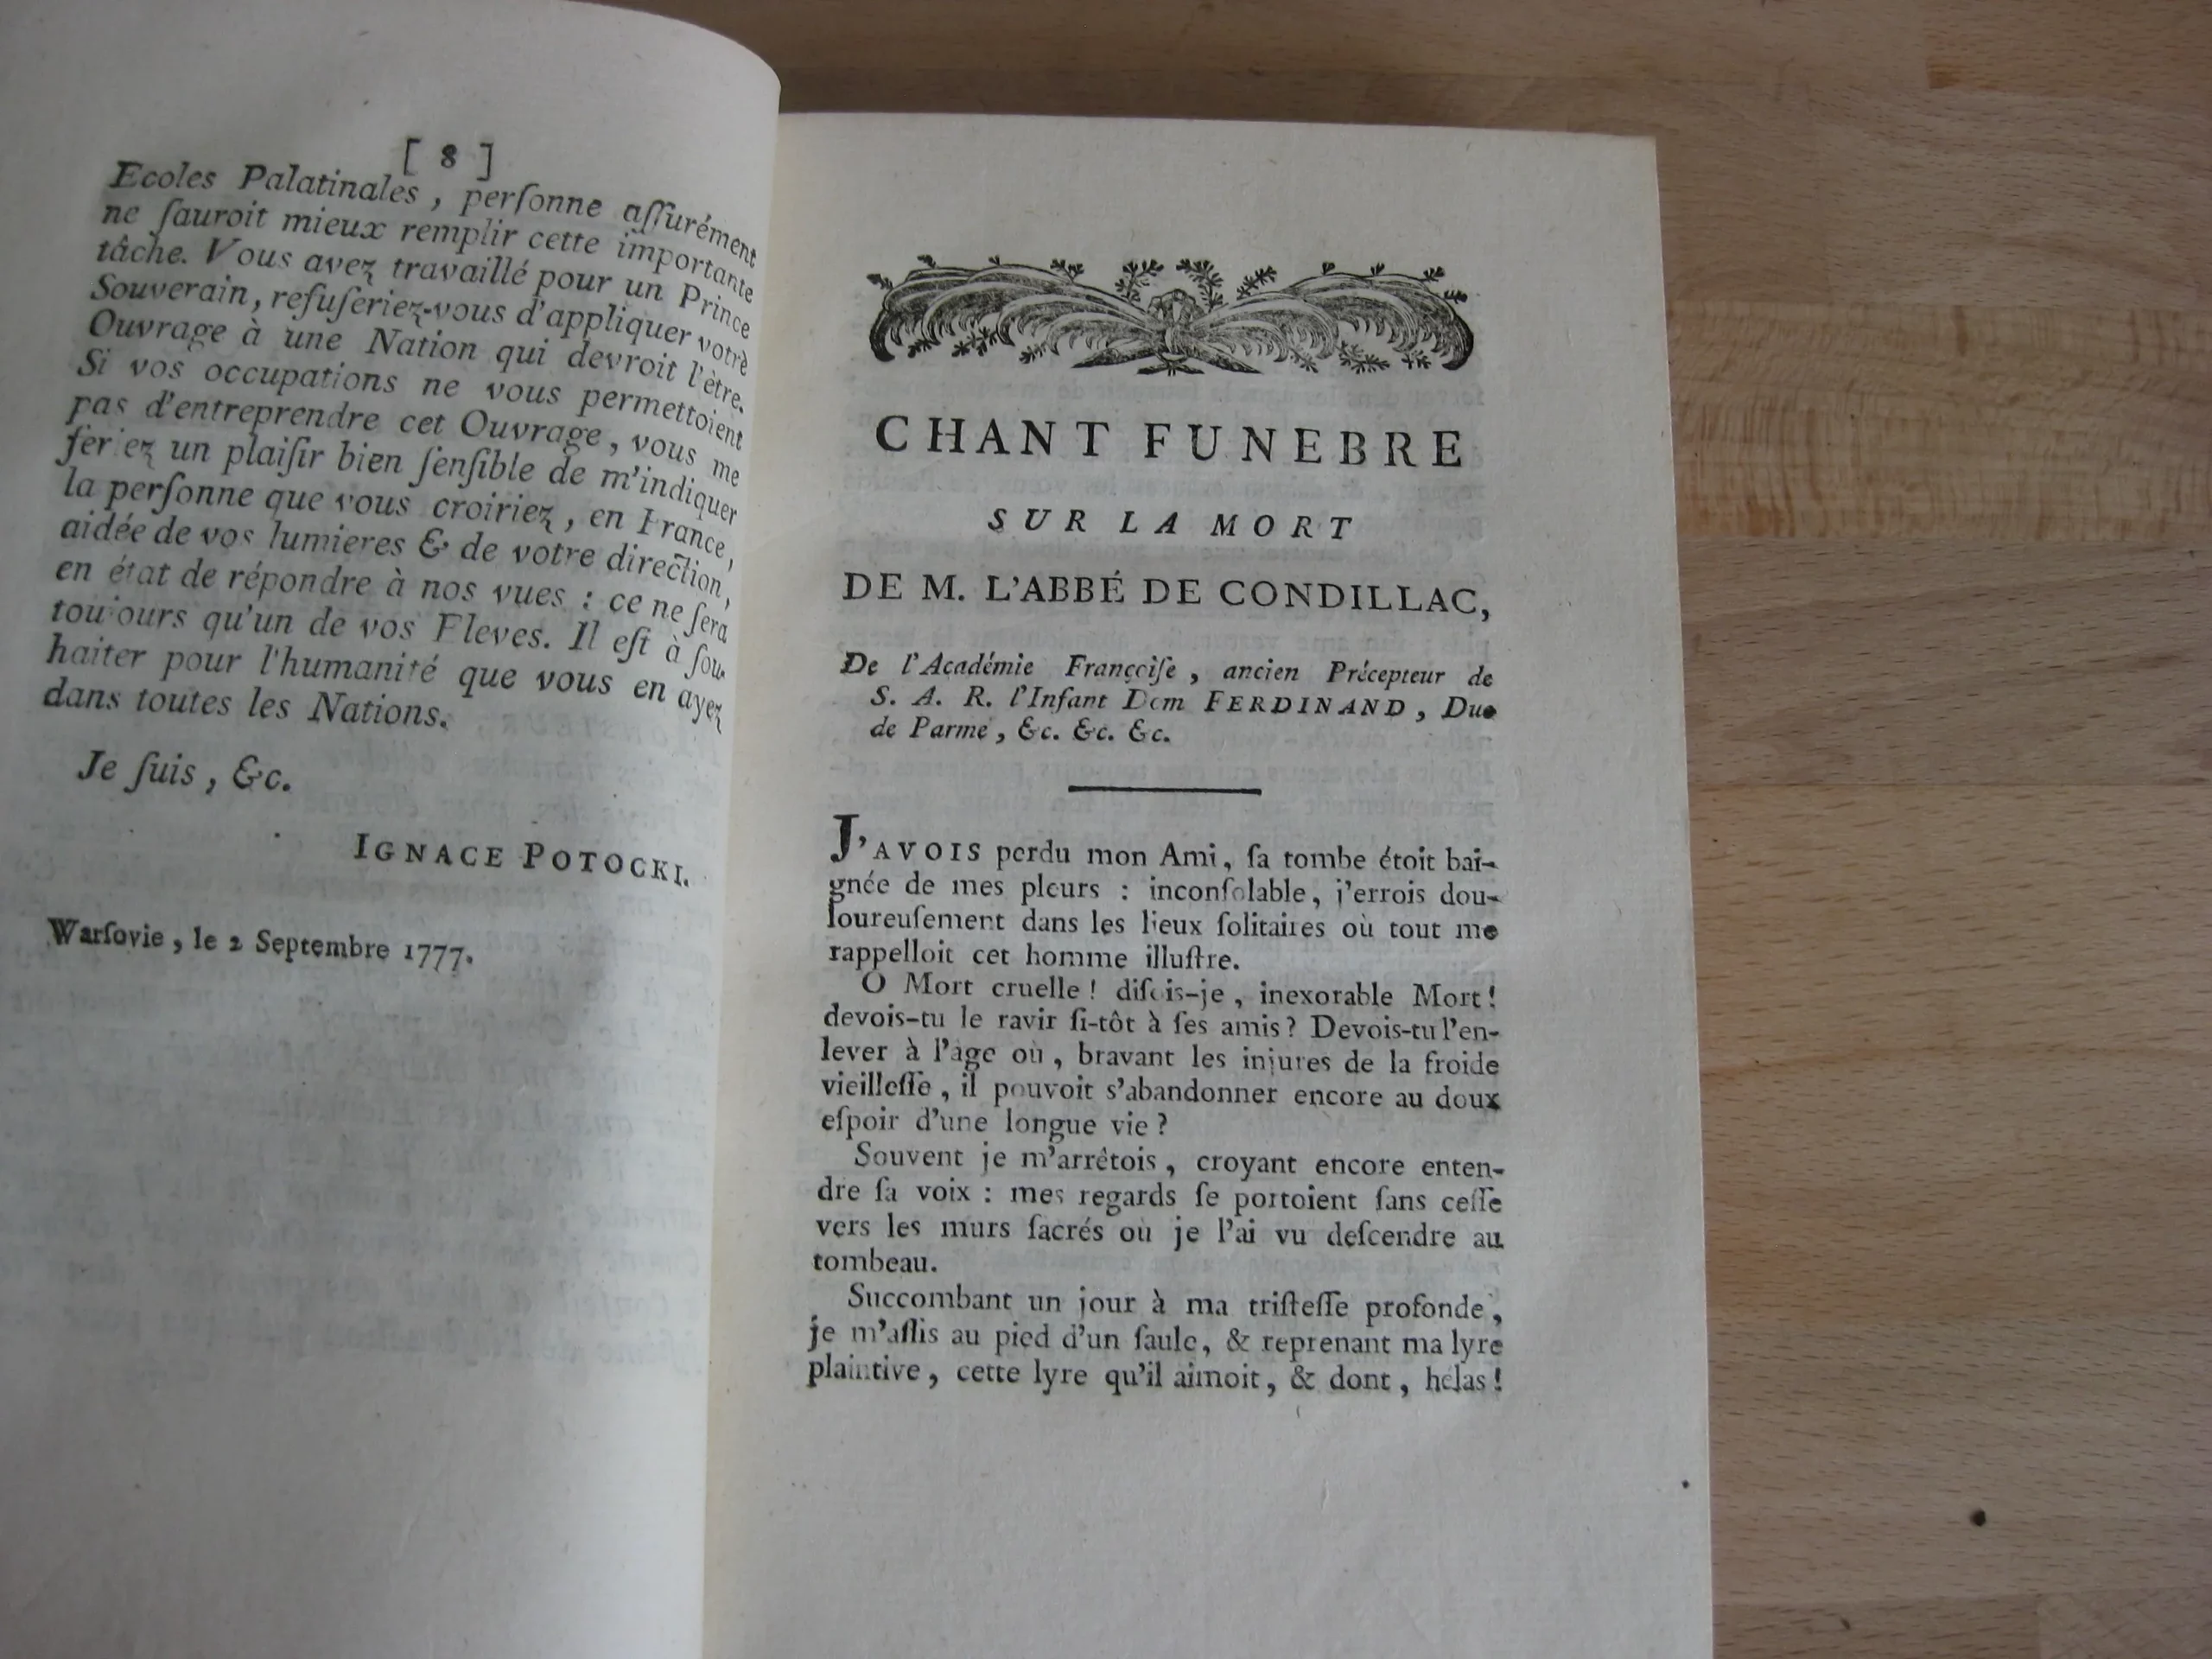 [ 8 ]
Ecoles Palatinales, perſonne aſſurément
ne ſauroit mieux remplir cette importante
tâche. Vous avez travaillé pour un Prince
Souverain, refuſeriez-vous d'appliquer votre
Ouvrage à une Nation qui devroit l'être.
Si vos occupations ne vous permettoient
pas d'entreprendre cet Ouvrage, vous me
feriez un plaiſir bien ſenſible de m'indiquer
la perſonne que vous croiriez, en France,
aidée de vos lumieres & de votre direction,
en état de répondre à nos vues : ce ne ſera
toujours qu'un de vos Eleves. Il eſt à ſou-
haiter pour l'humanité que vous en ayez
dans toutes les Nations.
Je ſuis, &c.
IGNACE POTOCKI.
Warſovie, le 2 Septembre 1777.
CHANT FUNEBRE
SUR LA MORT
DE M. L'ABBÉ DE CONDILLAC,
De l'Académie Françoiſe, ancien Précepteur de
S. A. R. l'Infant Dom FERDINAND, Duc
de Parme, &c. &c. &c.
J'AVOIS perdu mon Ami, ſa tombe étoit bai-
gnée de mes pleurs : inconſolable, j'errois dou-
loureuſement dans les lieux ſolitaires où tout me
rappelloit cet homme illuſtre.
O Mort cruelle ! diſois-je, inexorable Mort !
devois-tu le ravir ſi-tôt à ſes amis ? Devois-tu l'en-
lever à l'âge où, bravant les injures de la froide
vieilleſſe, il pouvoit s'abandonner encore au doux
eſpoir d'une longue vie ?
Souvent je m'arrêtois, croyant encore enten-
dre ſa voix : mes regards ſe portoient ſans ceſſe
vers les murs ſacrés où je l'ai vu deſcendre au
tombeau.
Succombant un jour à ma triſteſſe profonde,
je m'aſſis au pied d'un ſaule, & reprenant ma lyre
plaintive, cette lyre qu'il aimoit, & dont, hélas !